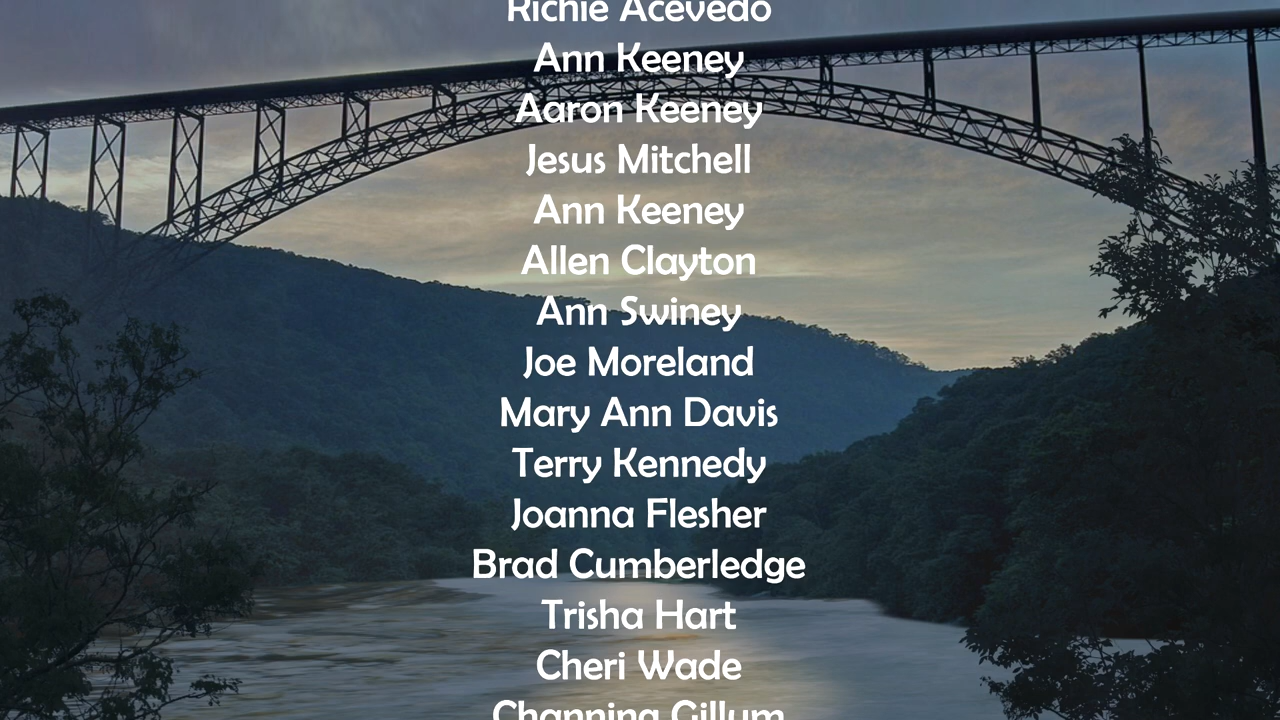 Richie Acevedo
Ann Keeney
Aaron Keeney
Jesus Mitchell
Ann Keeney
Allen Clayton
Ann Swiney
Joe Moreland
Mary Ann Davis
Terry Kennedy
Joanna Flesher
Brad Cumberledge
Trisha Hart
Cheri Wade
Channing Gillum